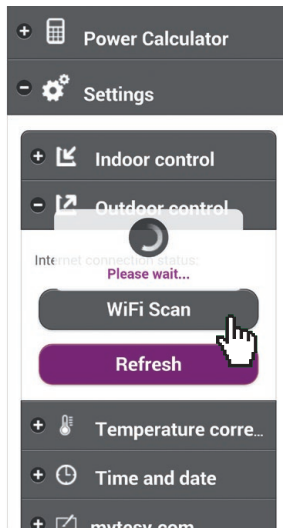 Power Calculator
Settings
Indoor control
Outdoor control
Internet connection status:
Please wait...
WiFi Scan
Refresh
Temperature corre...
Time and date
mytesy.com